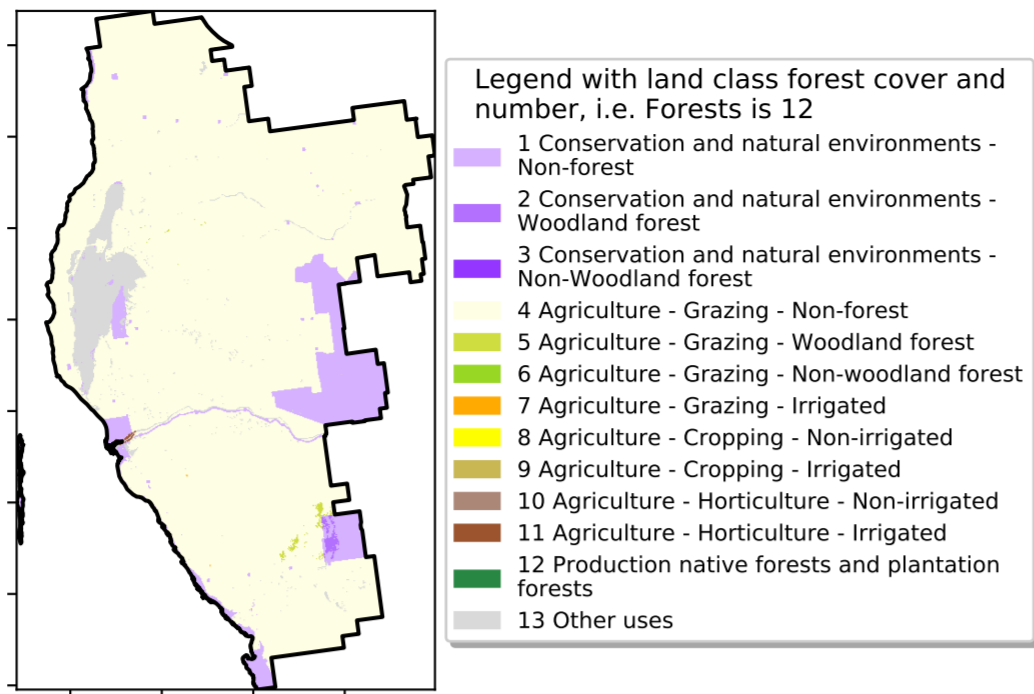 Legend with land class forest cover and
number, i.e. Forests is 12
1 Conservation and natural environments -
Non-forest
2 Conservation and natural environments -
Woodland forest
3 Conservation and natural environments -
Non-Woodland forest
4 Agriculture - Grazing - Non-forest
5 Agriculture - Grazing - Woodland forest
6 Agriculture - Grazing - Non-woodland forest
7 Agriculture - Grazing - Irrigated
8 Agriculture - Cropping - Non-irrigated
9 Agriculture - Cropping - Irrigated
10 Agriculture - Horticulture - Non-irrigated
11 Agriculture - Horticulture - Irrigated
12 Production native forests and plantation
forests
13 Other uses